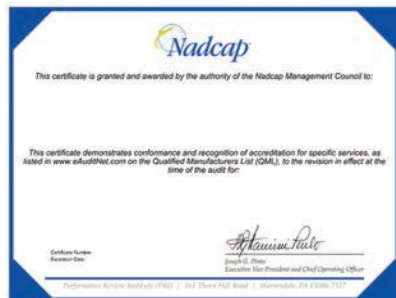 Nadcap
This certificate is granted and awarded by the authority of the Nadcap Management Council to:
This certificate demonstrates conformance and recognition of accreditation for specific services, as
listed in www.eAuditNet.com on the Qualified Manufacturers List (QML), to the revision in effect at the
time of the audit for:
Certificate Number:
Expiration Date:
Joseph G. Pinto
Executive Vice President and Chief Operating Officer
Performance Review Institute (PRI) | 161 Thorn Hill Road | Warrendale, PA 15086-7527